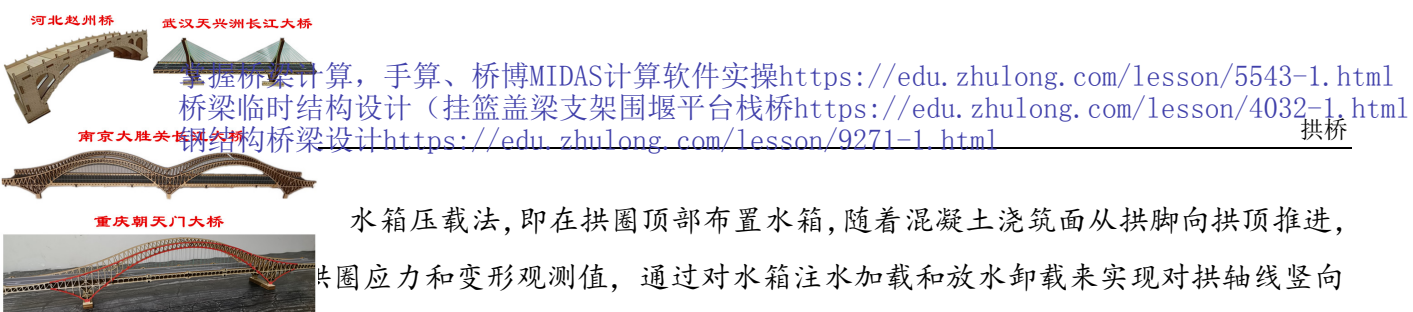 河北赵州桥
武汉天兴洲长江大桥
掌握桥梁计算，手算、桥博MIDAS计算软件实操https://edu.zhulong.com/lesson/5543-1.html
桥梁临时结构设计（挂篮盖梁支架围堰平台栈桥https://edu.zhulong.com/lesson/4032-1.html
南京大胜关长江大桥
钢结构桥梁设计https://edu.zhulong.com/lesson/9271-1.html
拱桥
重庆朝天门大桥
水箱压载法,即在拱圈顶部布置水箱,随着混凝土浇筑面从拱脚向拱顶推进,
圈应力和变形观测值，通过对水箱注水加载和放水卸载来实现对拱轴线竖向